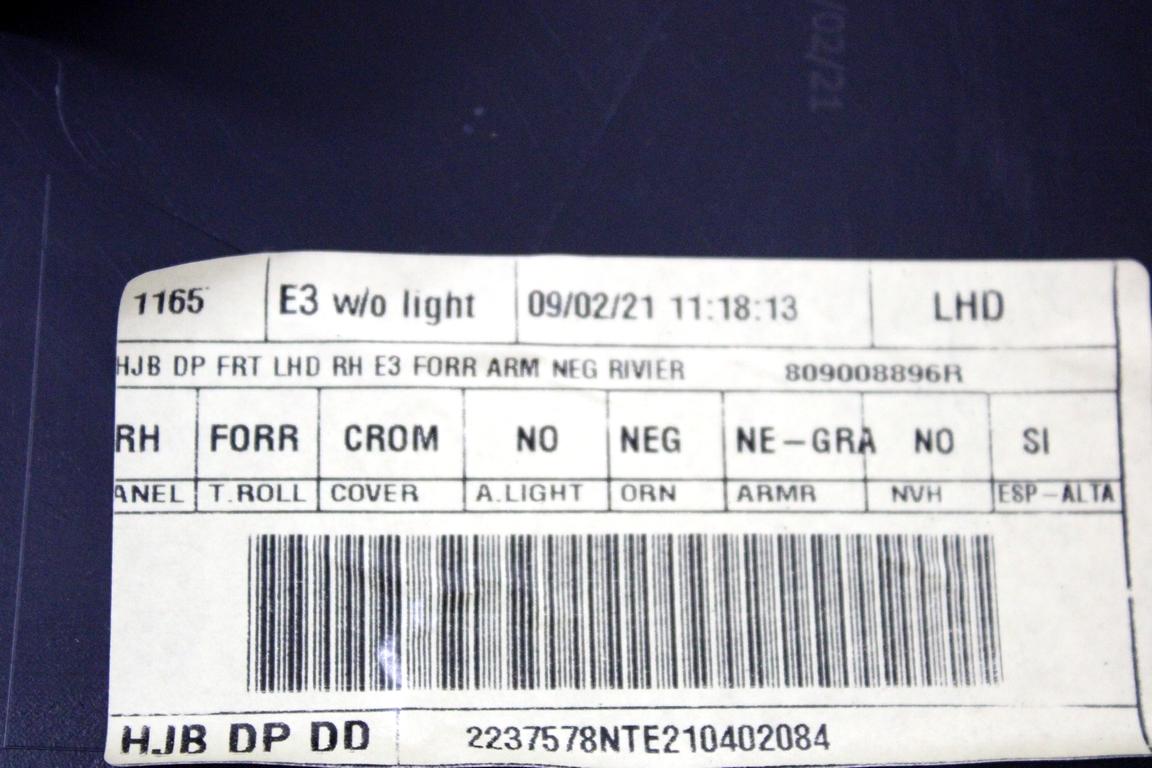 /02/21
1165 E3 w/o light 09/02/21 11:18:13 LHD
HJB DP FRT LHD RH E3 FORR ARM NEG RIVIER 809008896R
RH FORR CROM NO NEG NE-GRA NO SI
ANEL T.ROLL COVER A.LIGHT ORN ARMR NVH ESP-ALTA
HJB DP DD 2237578NTE210402084